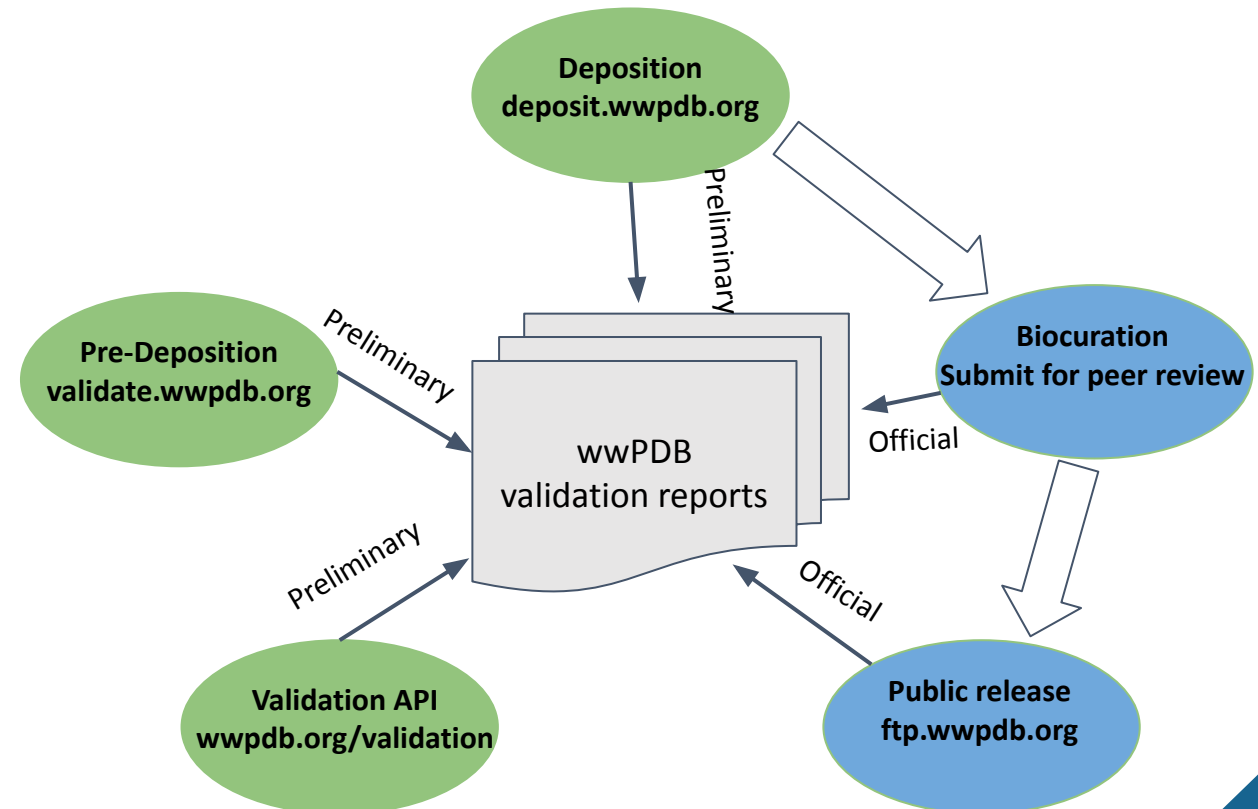 Deposition
deposit.wwpdb.org
Preliminary
Pre-Deposition
validate.wwpdb.org
Preliminary
Biocuration
Submit for peer review
Official
wwPDB
validation reports
Preliminary
Official
Validation API
wwpdb.org/validation
Public release
ftp.wwpdb.org